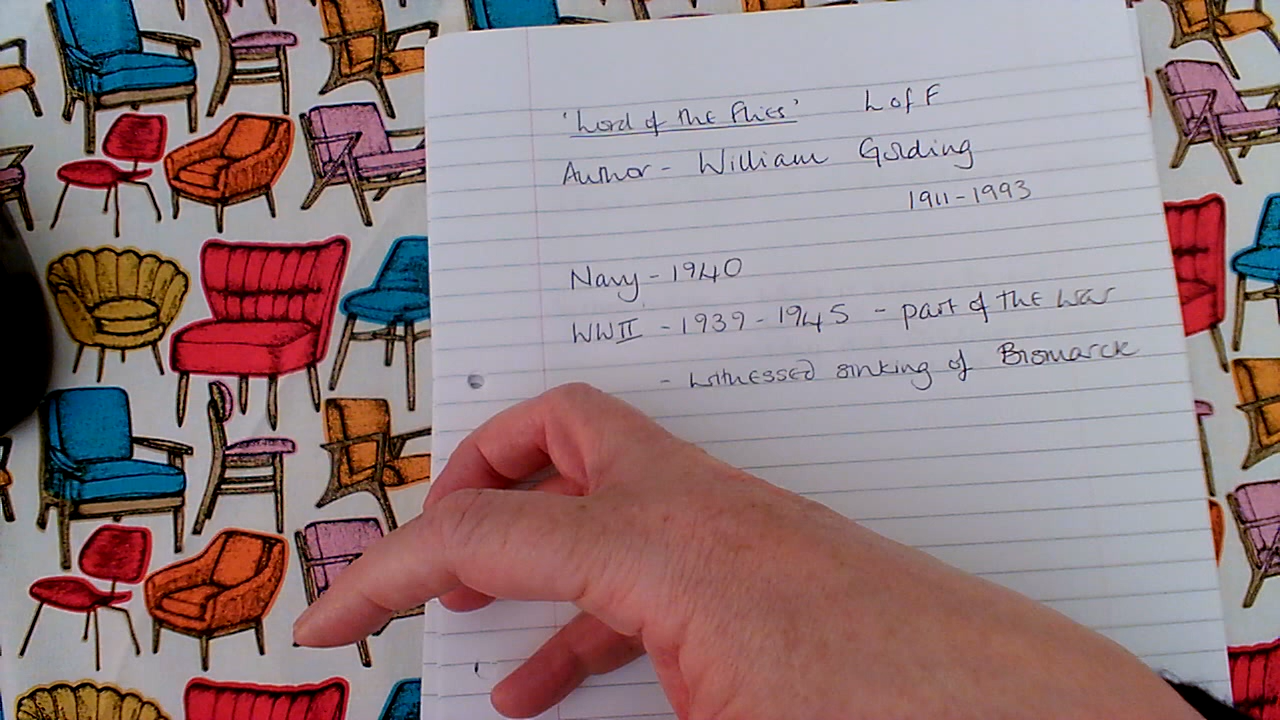 'Lord of the Flies' L of F
Author - William Golding
1911-1993
Navy - 1940
WWII - 1939 - 1945 - part of the war
- witnessed sinking of Bismarck